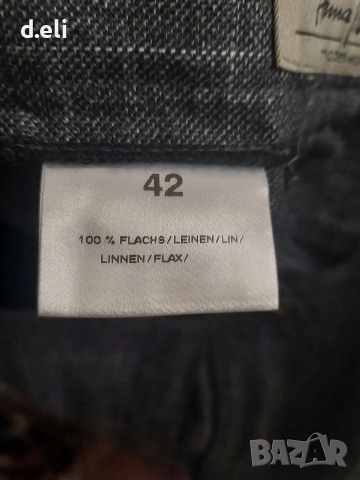 d.eli
42
100 % FLACHS/LEINEN/LIN/
LINNEN/FLAX/
BAZAR